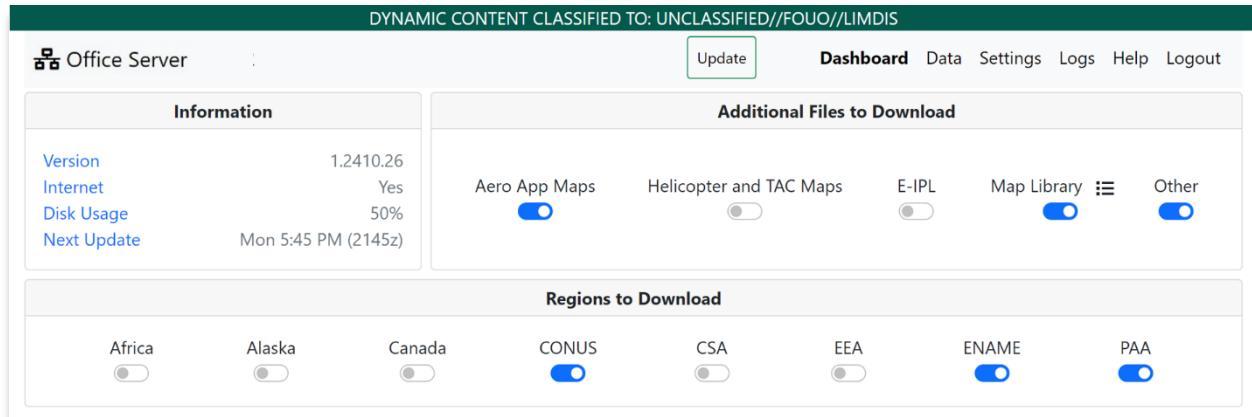 DYNAMIC CONTENT CLASSIFIED TO: UNCLASSIFIED//FOUO//LIMDIS
Office Server Update Dashboard Data Settings Logs Help Logout
Information
Version 1.2410.26
Internet Yes
Disk Usage 50%
Next Update Mon 5:45 PM (2145z)
Additional Files to Download
Aero App Maps Helicopter and TAC Maps E-IPL Map Library Other
Regions to Download
Africa Alaska Canada CONUS CSA EEA ENAME PAA